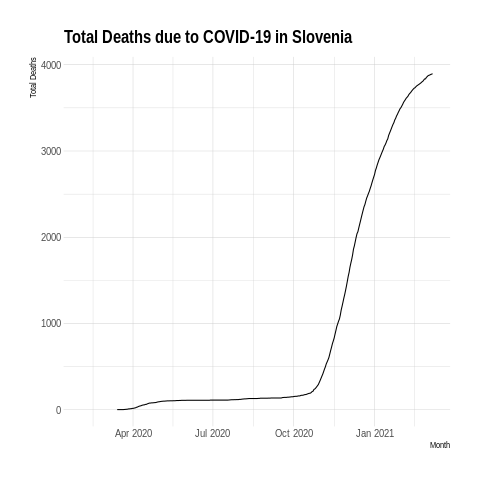 Total Deaths due to COVID-19 in Slovenia
Total Deaths
4000
3000
2000
1000
0
Apr 2020 Jul 2020 Oct 2020 Jan 2021
Month